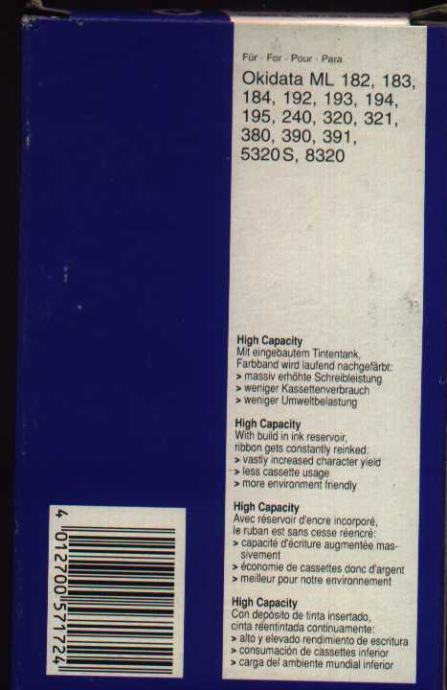 Für · For · Pour · Para
Okidata ML 182, 183,
184, 192, 193, 194,
195, 240, 320, 321,
380, 390, 391,
5320 S, 8320
High Capacity
Mit eingebautem Tintentank,
Farbband wird laufend nachgefärbt:
> massiv erhöhte Schreibleistung
> weniger Kassettenverbrauch
> weniger Umweltbelastung
High Capacity
With build in ink reservoir,
ribbon gets constantly reinked:
> vastly increased character yield
> less cassette usage
> more environment friendly
High Capacity
Avec réservoir d'encre incorporé,
le ruban est sans cesse réencré:
> capacité d'écriture augmentée mas-
sivement
> économie de cassettes donc d'argent
> meilleur pour notre environnement
High Capacity
Con depósito de tinta insertado,
cinta reentintada continuamente:
> alto y elevado rendimiento de escritura
> consumación de cassettes inferior
> carga del ambiente mundial inferior
4 012700 571724